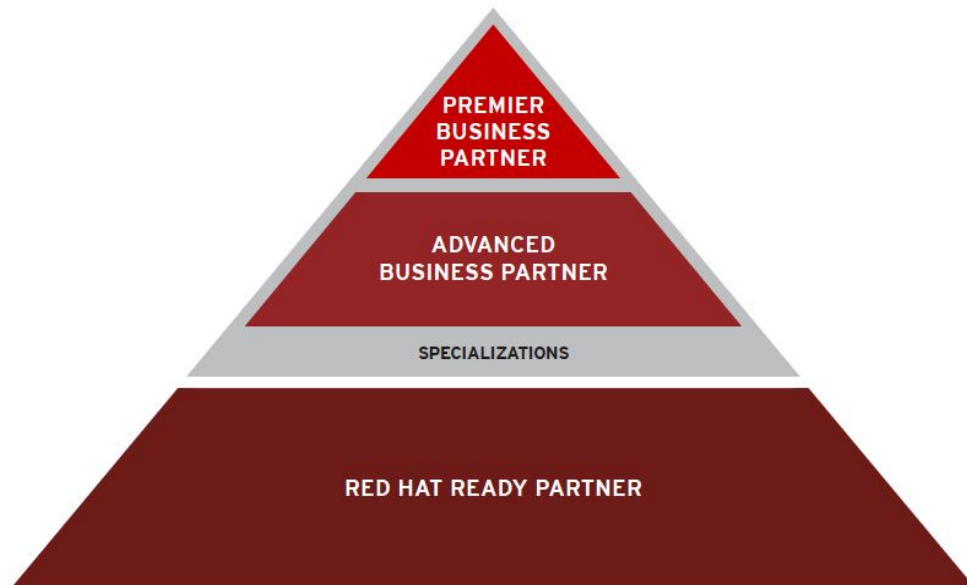 PREMIER
BUSINESS
PARTNER
ADVANCED
BUSINESS PARTNER
SPECIALIZATIONS
RED HAT READY PARTNER